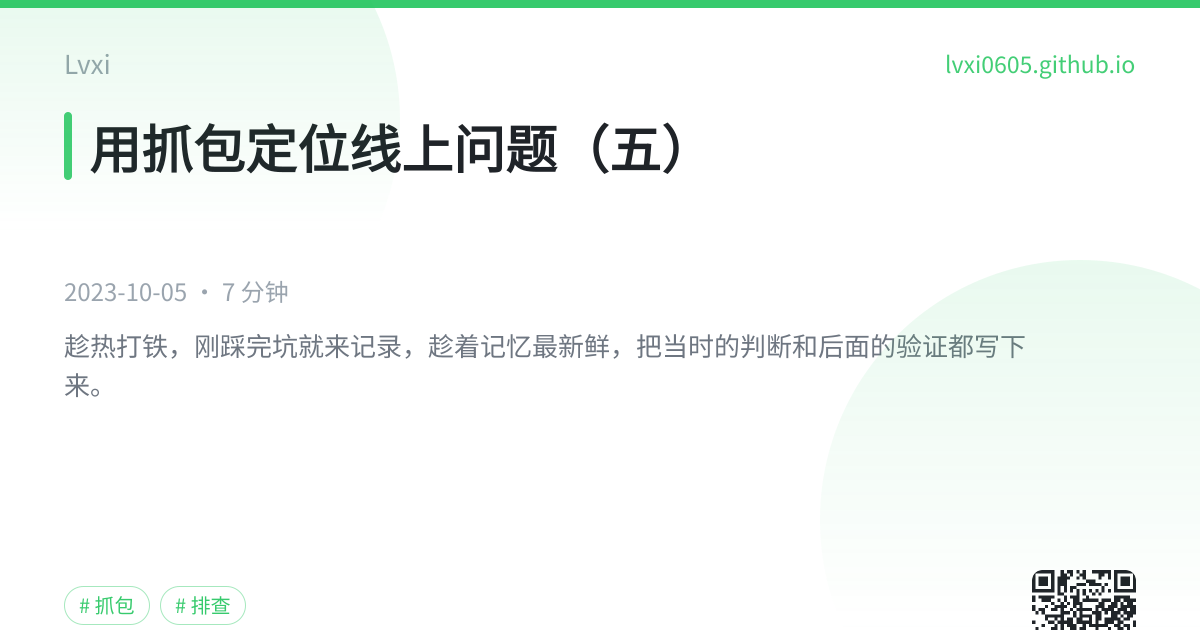 Lvxi
lvxi0605.github.io
用抓包定位线上问题（五）
2023-10-05 · 7 分钟
趁热打铁，刚踩完坑就来记录，趁着记忆最新鲜，把当时的判断和后面的验证都写下
来。
# 抓包
# 排查